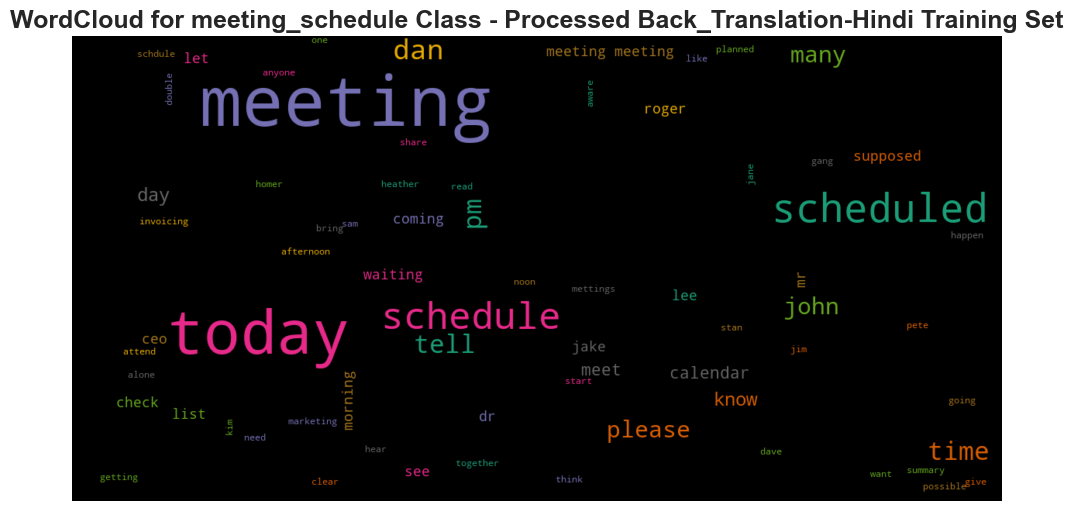 WordCloud for meeting_schedule Class - Processed Back_Translation-Hindi Training Set
one
dan
meeting meeting
planned
schdule
let
like
many
anyone
double
meeting
aware
roger
share
supposed
gang
jane
homer
heather
read
day
scheduled
pm
coming
invoicing
sam
bring
happen
afternoon
waiting
noon
mr
mettings
lee
john
today
schedule
stan
pete
ceo
tell
jake
attend
jim
meet
calendar
alone
start
morning
check
know
going
list
dr
kim
marketing
please
need
hear
time
dave
see
together
summary
getting
clear
think
want
possible
give